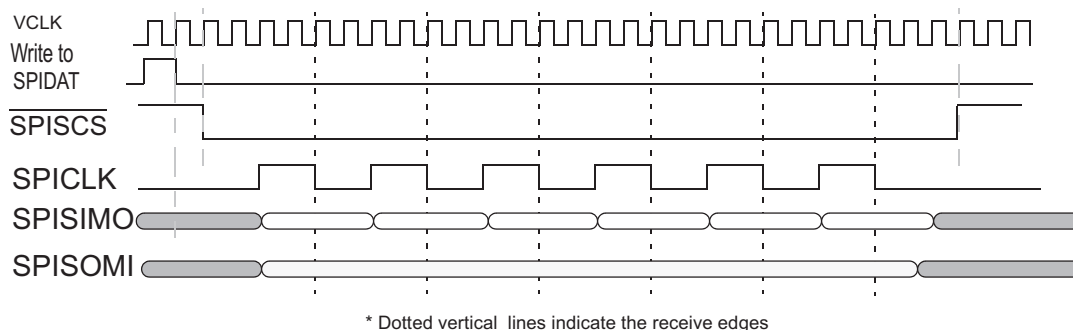 VCLK
Write to
SPIDAT
SPISCS
SPICLK
SPISIMO
SPISOMI
* Dotted vertical lines indicate the receive edges